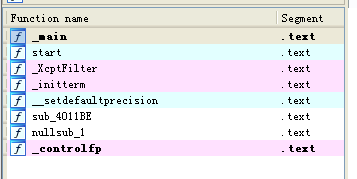 Function name Segment
f _main .text
f start .text
f _XcptFilter .text
f _initterm .text
f __setdefaultprecision .text
f sub_4011BE .text
f nullsub_1 .text
f _controlfp .text